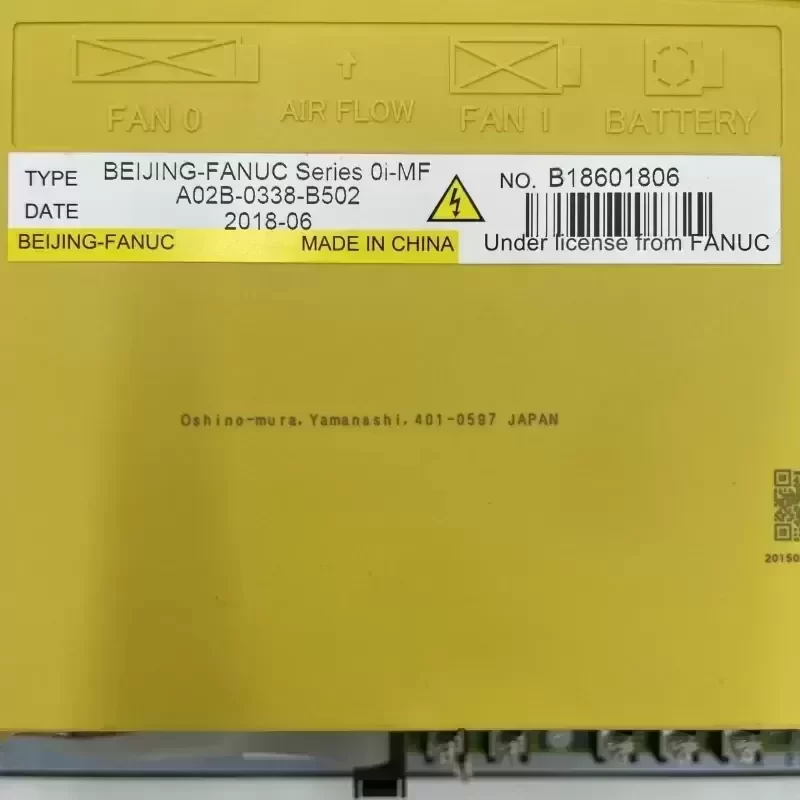 FAN 0
AIR FLOW
FAN 1
BATTERY
TYPE BEIJING-FANUC Series 0i-MF
A02B-0338-B502
DATE 2018-06
NO. B18601806
BEIJING-FANUC MADE IN CHINA
Under license from FANUC
Oshino-mura, Yamanashi, 401-0597 JAPAN